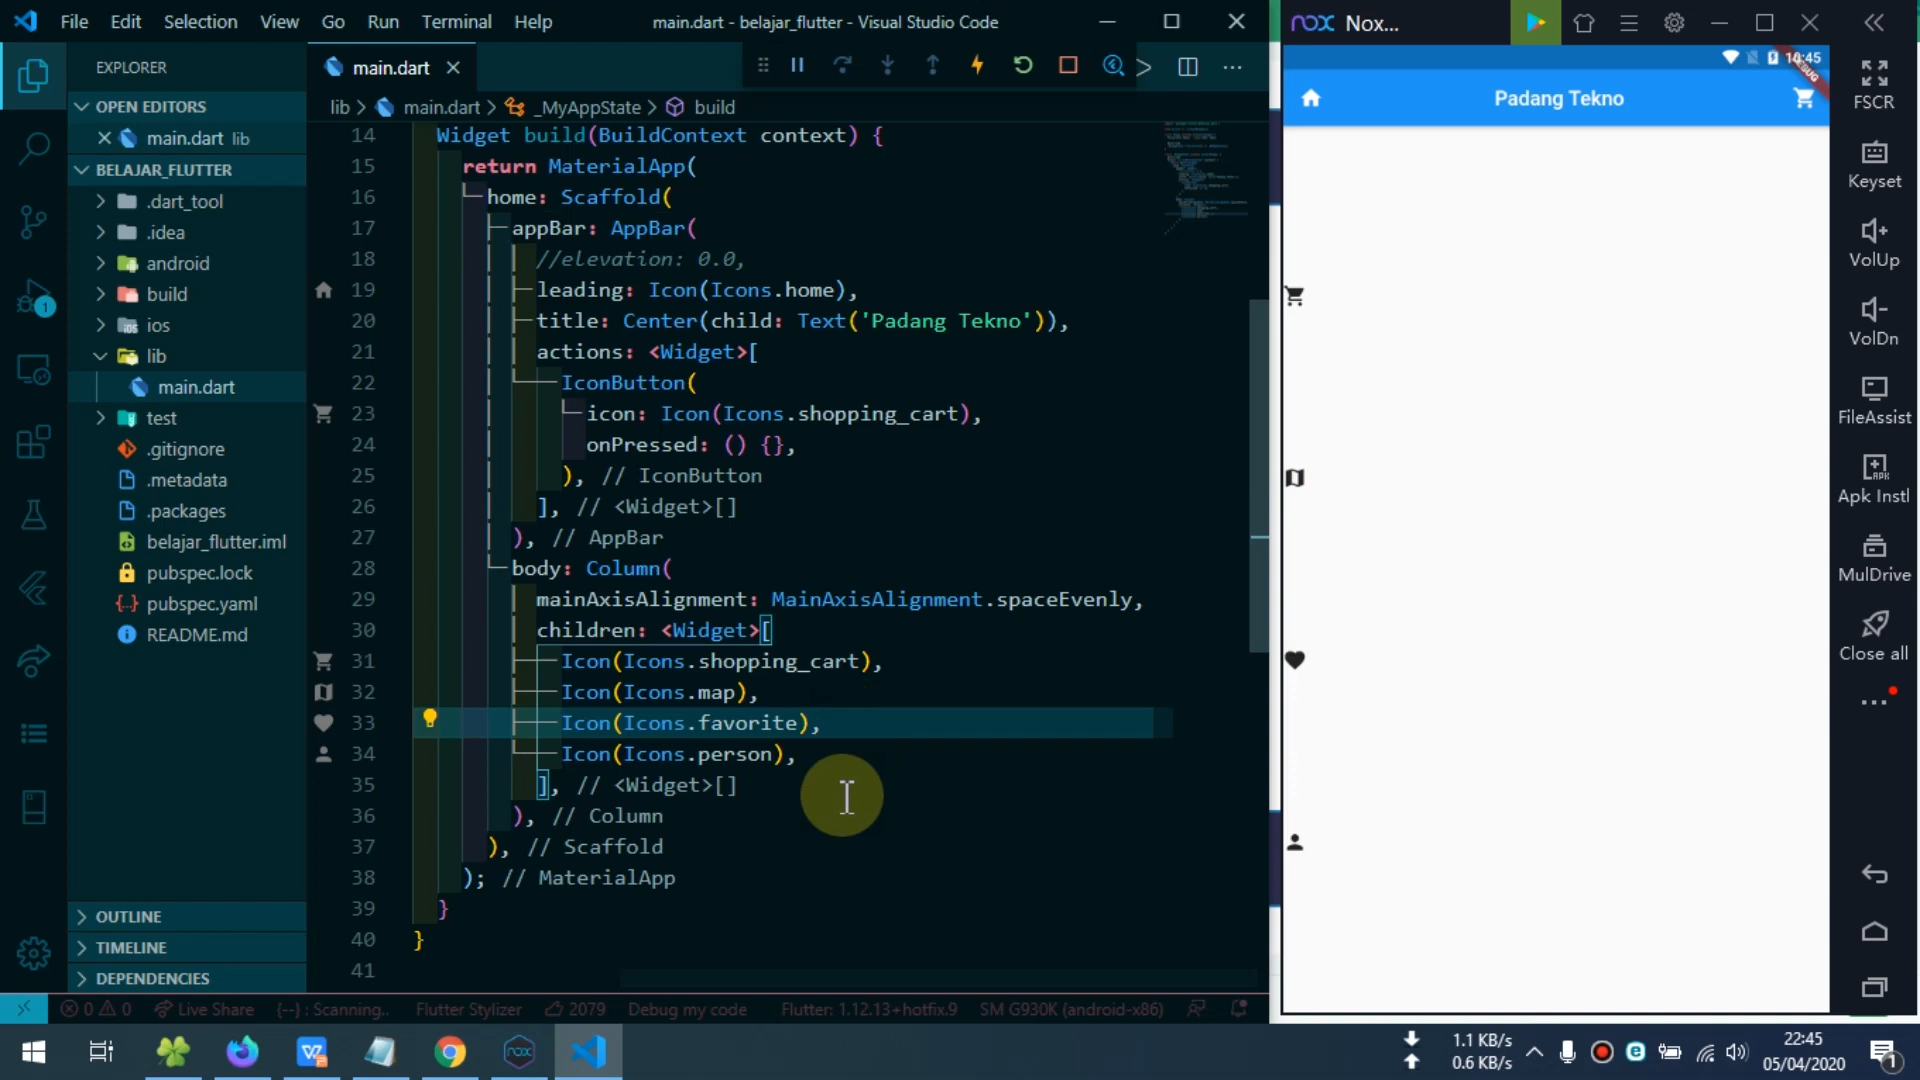 File Edit Selection View Go Run Terminal Help
main.dart - belajar_flutter - Visual Studio Code
EXPLORER
OPEN EDITORS
main.dart lib
BELAJAR_FLUTTER
.dart_tool
.idea
android
build
ios
lib
main.dart
test
.gitignore
.metadata
.packages
belajar_flutter.iml
pubspec.lock
pubspec.yaml
README.md
OUTLINE
TIMELINE
DEPENDENCIES
1
main.dart
lib > main.dart > _MyAppState > build
14 Widget build(BuildContext context) {
15 return MaterialApp(
16 home: Scaffold(
17 appBar: AppBar(
18 //elevation: 0.0,
19 leading: Icon(Icons.home),
20 title: Center(child: Text('Padang Tekno')),
21 actions: <Widget>[
22 IconButton(
23 icon: Icon(Icons.shopping_cart),
24 onPressed: () {},
25 ), // IconButton
26 ], // <Widget>[]
27 ), // AppBar
28 body: Column(
29 mainAxisAlignment: MainAxisAlignment.spaceEvenly,
30 children: <Widget>[
31 Icon(Icons.shopping_cart),
32 Icon(Icons.map),
33 Icon(Icons.favorite),
34 Icon(Icons.person),
35 ], // <Widget>[]
36 ), // Column
37 ), // Scaffold
38 ); // MaterialApp
39 }
40 }
41
0 0 Live Share {--} : Scanning.. Flutter Stylizer 2079 Debug my code Flutter: 1.12.13+hotfix.9 SM G930K (android-x86)
nox Nox...
10:45
DEBUG
Padang Tekno
FSCR
Keyset
VolUp
VolDn
FileAssist
APK
Apk Instl
MulDrive
Close all
nox
1.1 KB/s
0.6 KB/s
22:45
05/04/2020
1